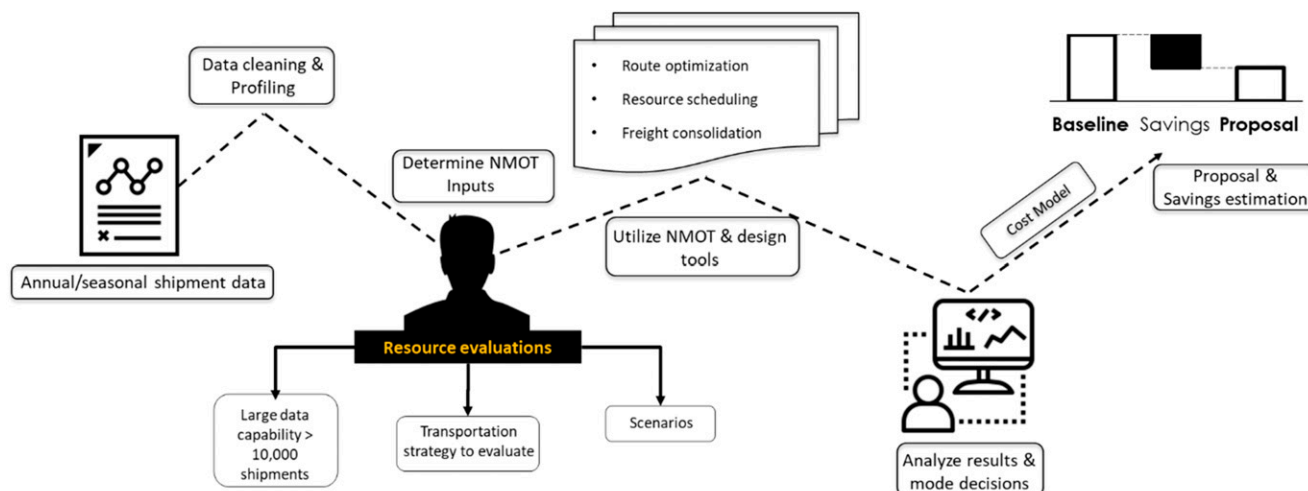 Data cleaning &
Profiling
Annual/seasonal shipment data
Determine NMOT
Inputs
Resource evaluations
Large data
capability >
10,000
shipments
Transportation
strategy to evaluate
Scenarios
• Route optimization
• Resource scheduling
• Freight consolidation
Utilize NMOT & design
tools
</>
Analyze results &
mode decisions
Cost Model
Baseline Savings Proposal
Proposal &
Savings estimation